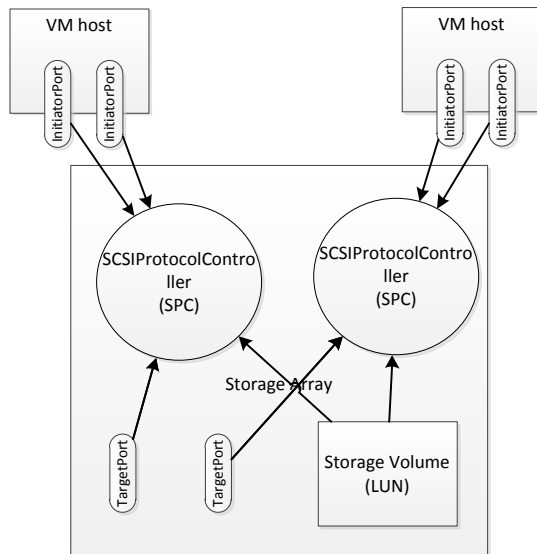 VM host
VM host
InitiatorPort
InitiatorPort
InitiatorPort
InitiatorPort
SCSIProtocolContro
ller
(SPC)
SCSIProtocolContro
ller
(SPC)
Storage Array
TargetPort
TargetPort
Storage Volume
(LUN)